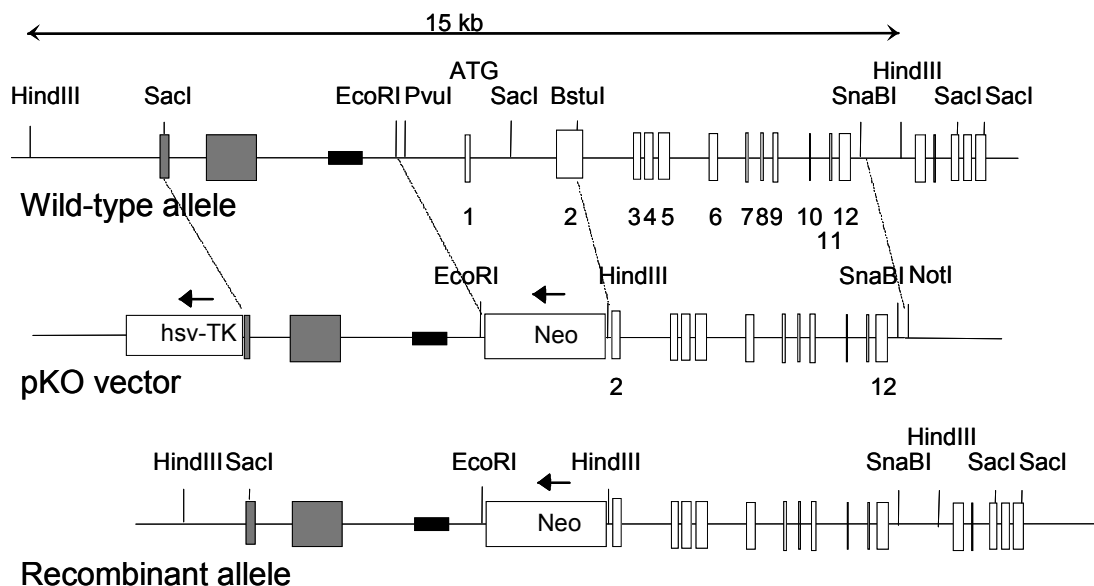 15 kb
ATG
HindIII
HindIII SacI EcoRI PvuI SacI BstuI SnaBI SacI SacI
Wild-type allele
1 2 3 4 5 6 7 8 9 10 12
11
EcoRI HindIII SnaBI NotI
hsv-TK Neo
pKO vector
2 12
HindIII
HindIII SacI EcoRI HindIII SnaBI SacI SacI
Neo
Recombinant allele